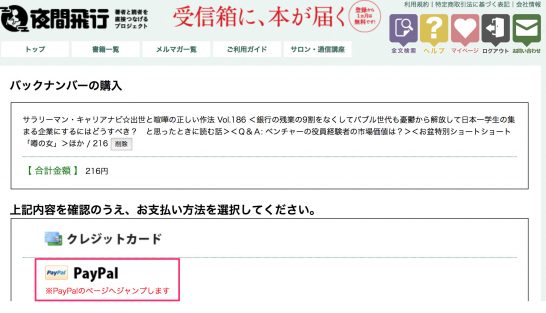 利用規約 | 特定商取引法に基づく表記 | 会社情報
夜間飛行
著者と読者を
直接つなげる
プロジェクト
受信箱に、本が届く
登録から
1ヵ月は
無料です!
全文検索 ヘルプ マイページ ログアウト お問い合わせ
トップ 書籍一覧 メルマガ一覧 ご利用ガイド サロン・通信講座
バックナンバーの購入
サラリーマン・キャリアナビ☆出世と喧嘩の正しい作法 Vol.186 ＜銀行の残業の9割をなくしてバブル世代も憂鬱から解放して日本一学生の集
まる企業にするにはどうすべき？ と思ったときに読む話＞＜Q＆A: ベンチャーの役員経験者の市場価値は？＞＜お盆特別ショートショート
「噂の女」＞ほか / 216 削除
【 合計金額 】 216円
上記内容を確認のうえ、お支払い方法を選択してください。
クレジットカード
PayPal PayPal
※PayPalのページへジャンプします